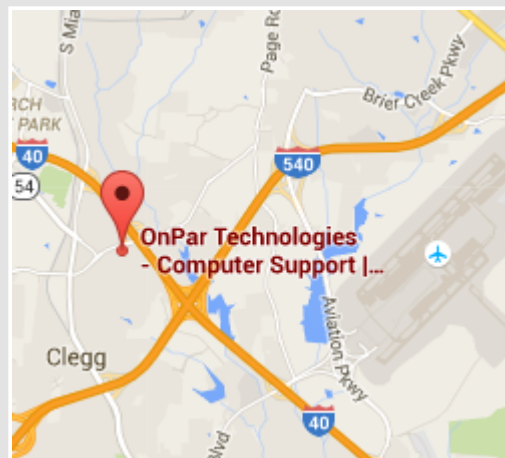 S Mia
Page Ro
Brier Creek Pkwy
RCH
PARK
40
540
54
OnPar Technologies
- Computer Support |...
Aviation Pkwy
Clegg
40
Blvd